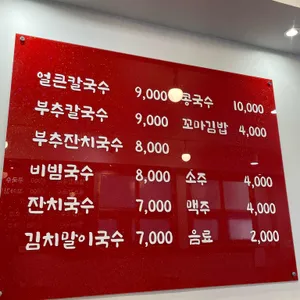 얼큰칼국수 9,000
부추칼국수 9,000
부추잔치국수 8,000
비빔국수 8,000
잔치국수 7,000
김치말이국수 7,000
콩국수 10,000
꼬마김밥 4,000
소주 4,000
맥주 4,000
음료 2,000